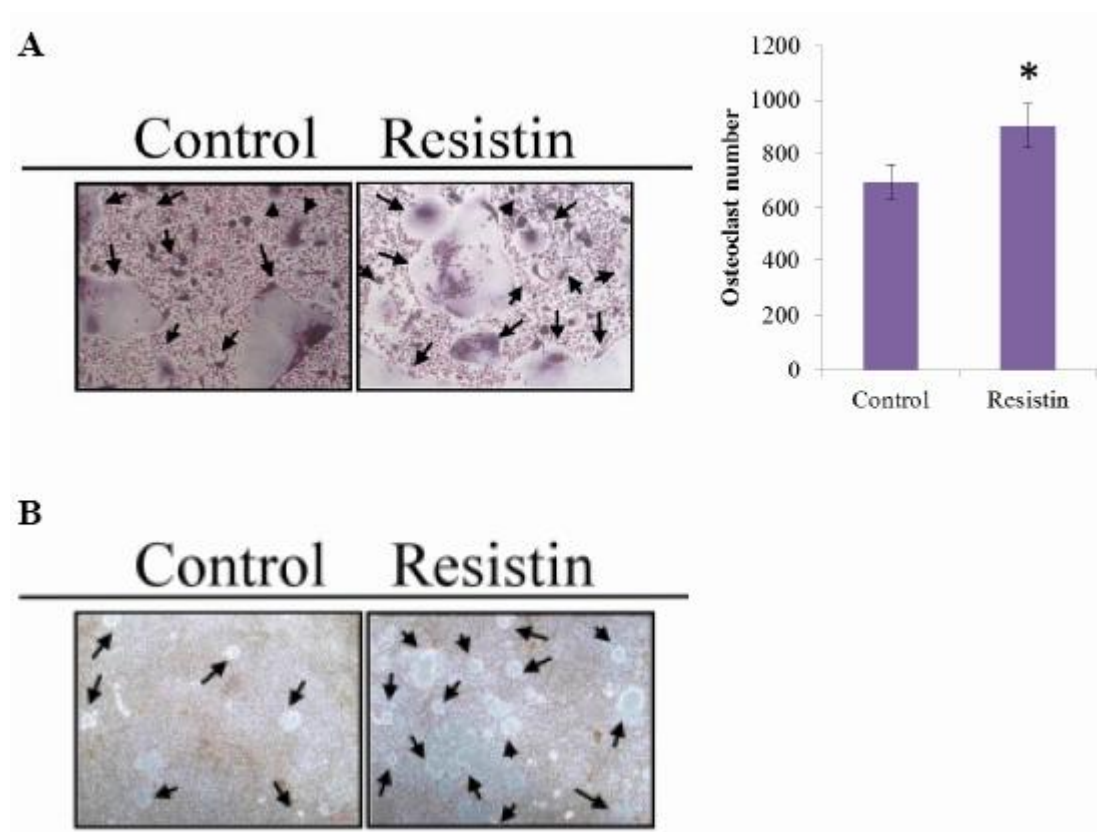 A
Control Resistin
Osteoclast number
1200
1000
800
600
400
200
0
*
Control Resistin
B
Control Resistin